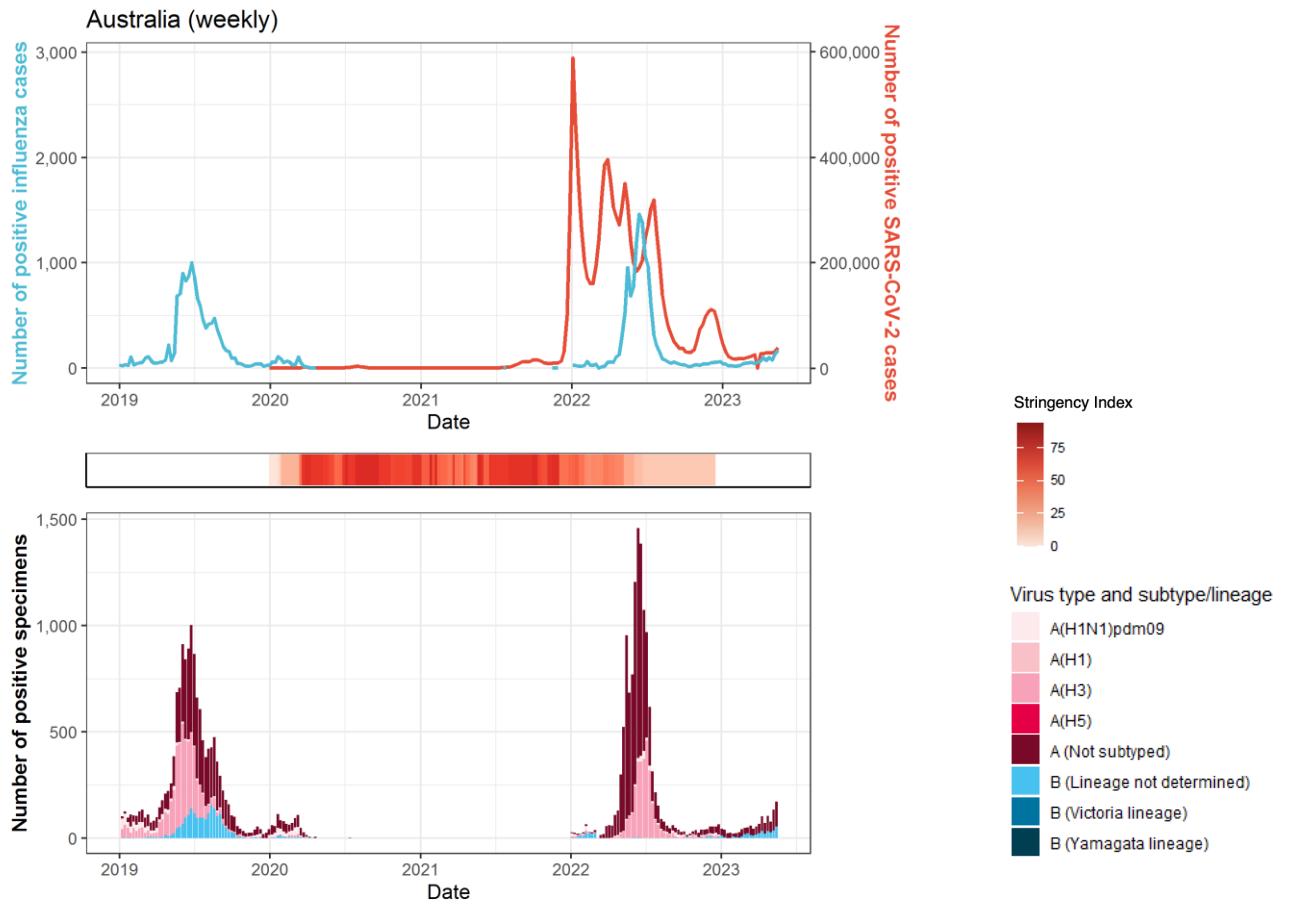 Australia (weekly)
Number of positive influenza cases
3,000
2,000
1,000
0
600,000
400,000
200,000
0
Number of positive SARS-CoV-2 cases
2019 2020 2021 2022 2023
Date
Stringency Index
75
50
25
0
Number of positive specimens
1,500
1,000
500
0
2019 2020 2021 2022 2023
Date
Virus type and subtype/lineage
A(H1N1)pdm09
A(H1)
A(H3)
A(H5)
A (Not subtyped)
B (Lineage not determined)
B (Victoria lineage)
B (Yamagata lineage)